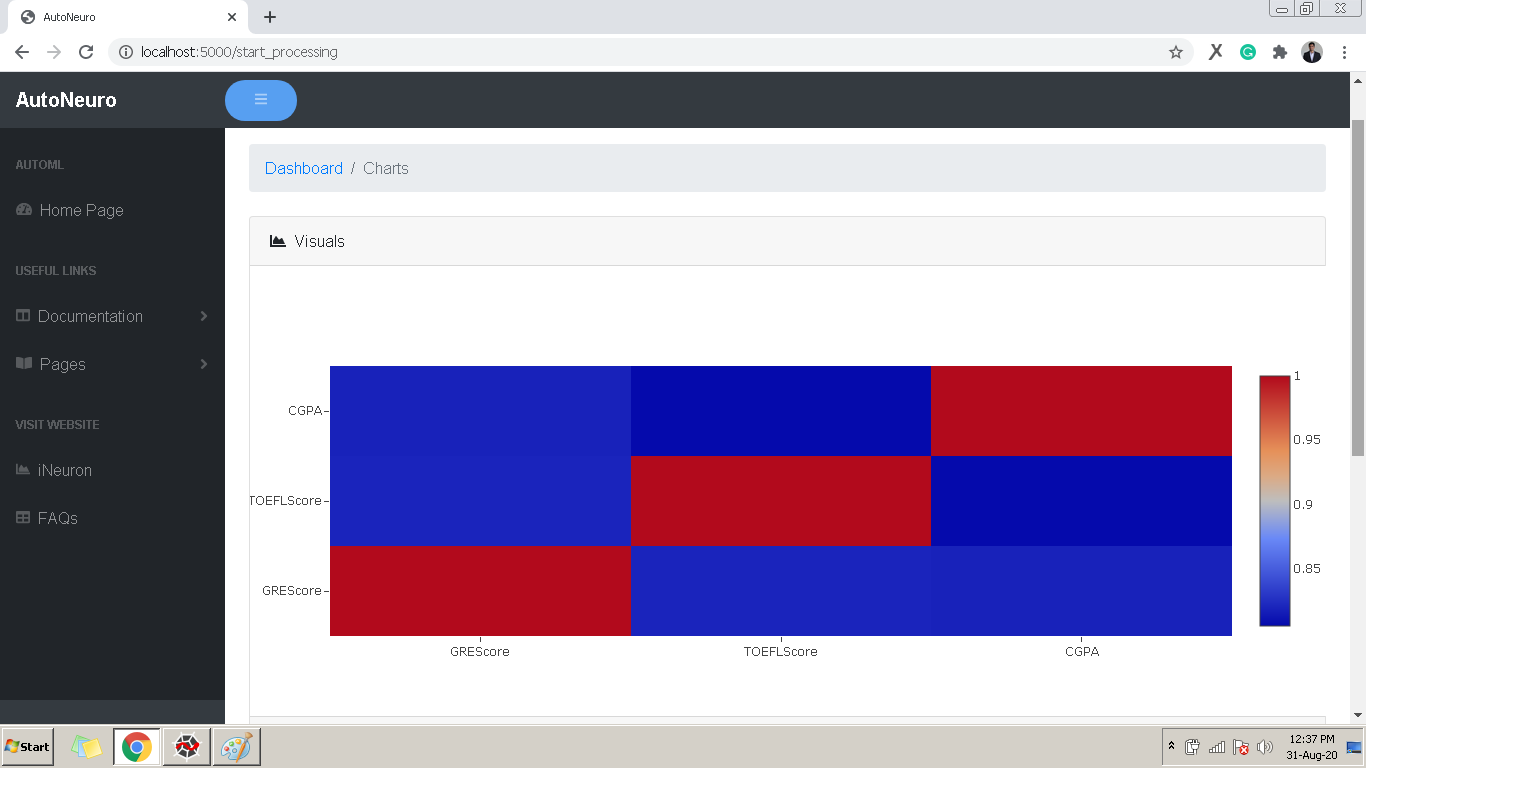 AutoNeuro
localhost:5000/start_processing
AutoNeuro
AUTOML
Home Page
USEFUL LINKS
Documentation
Pages
VISIT WEBSITE
iNeuron
FAQs
Dashboard / Charts
Visuals
CGPA
TOEFLScore
GREScore
GREScore TOEFLScore CGPA
1
0.95
0.9
0.85
Start
12:37 PM
31-Aug-20